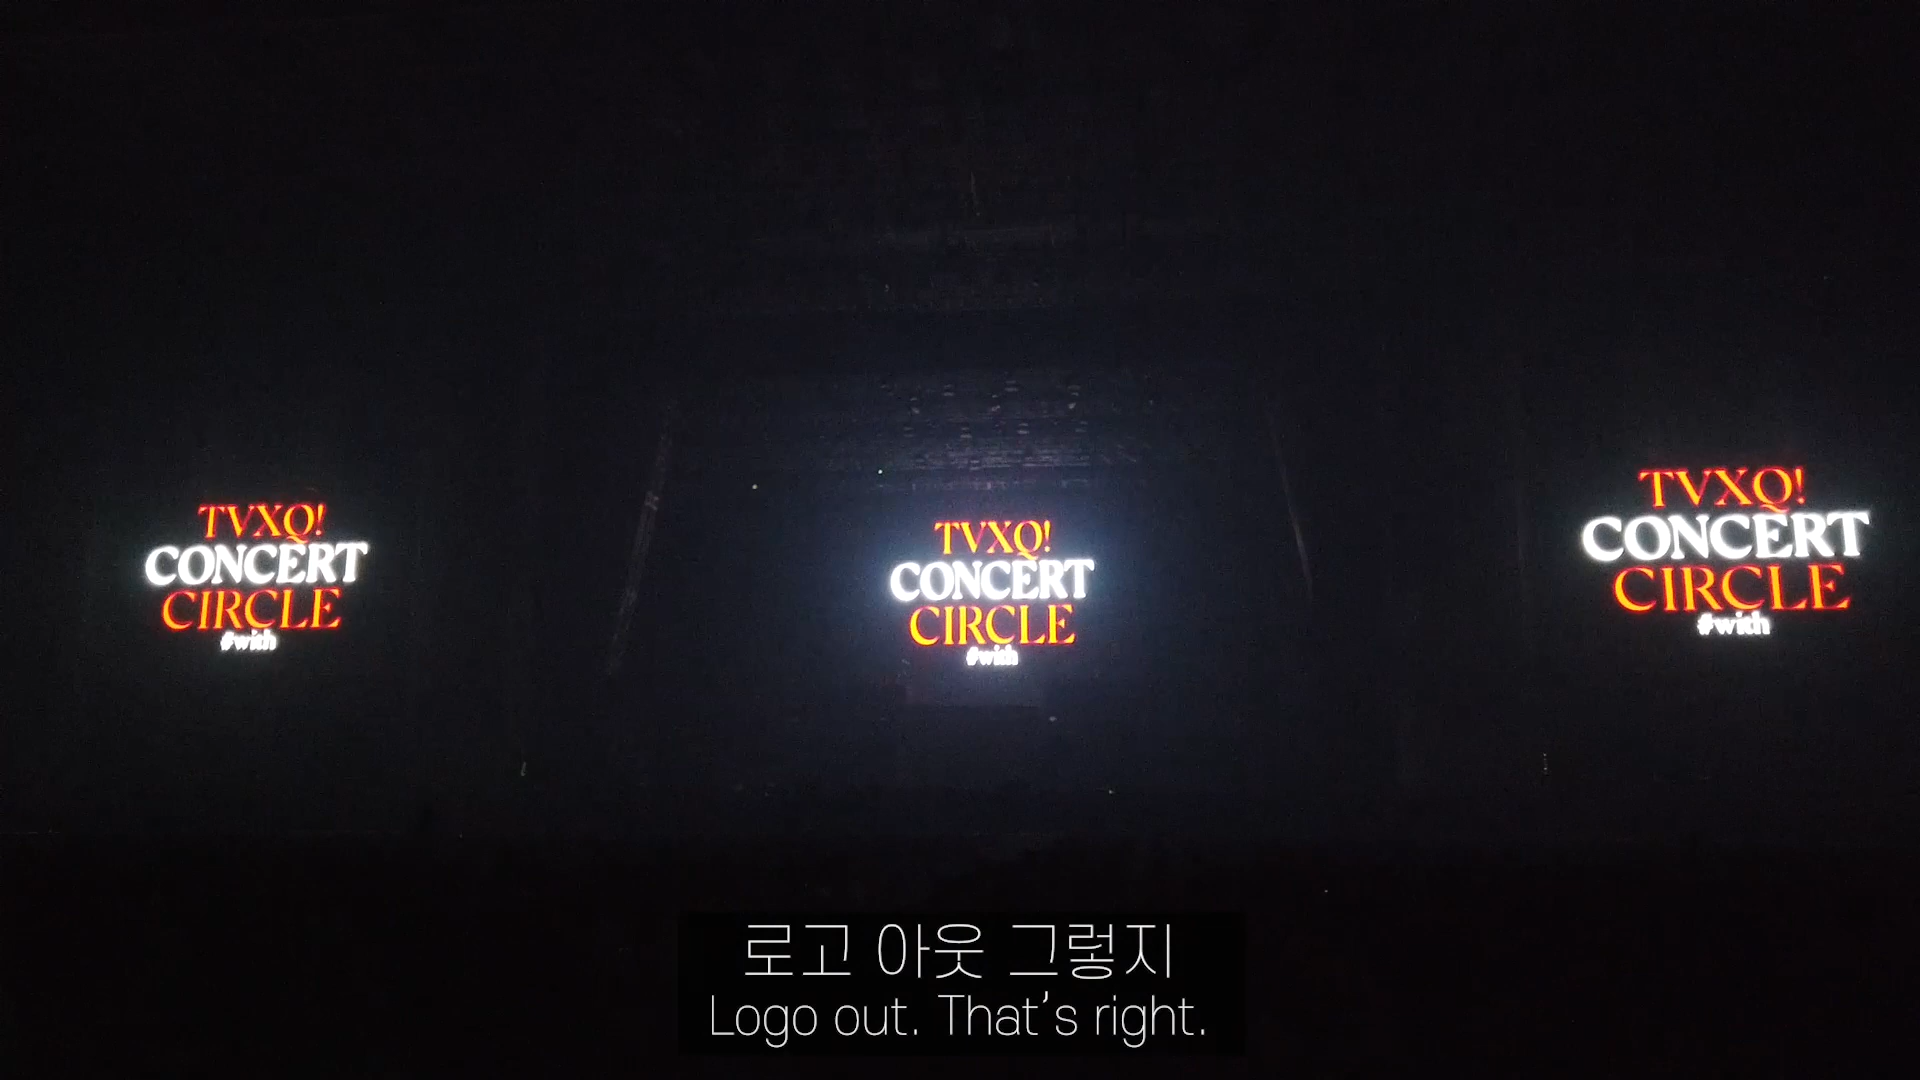 TVXQ!
CONCERT
CIRCLE
#with
TVXQ!
CONCERT
CIRCLE
#with
TVXQ!
CONCERT
CIRCLE
#with
로고 아웃 그렇지
Logo out. That's right.